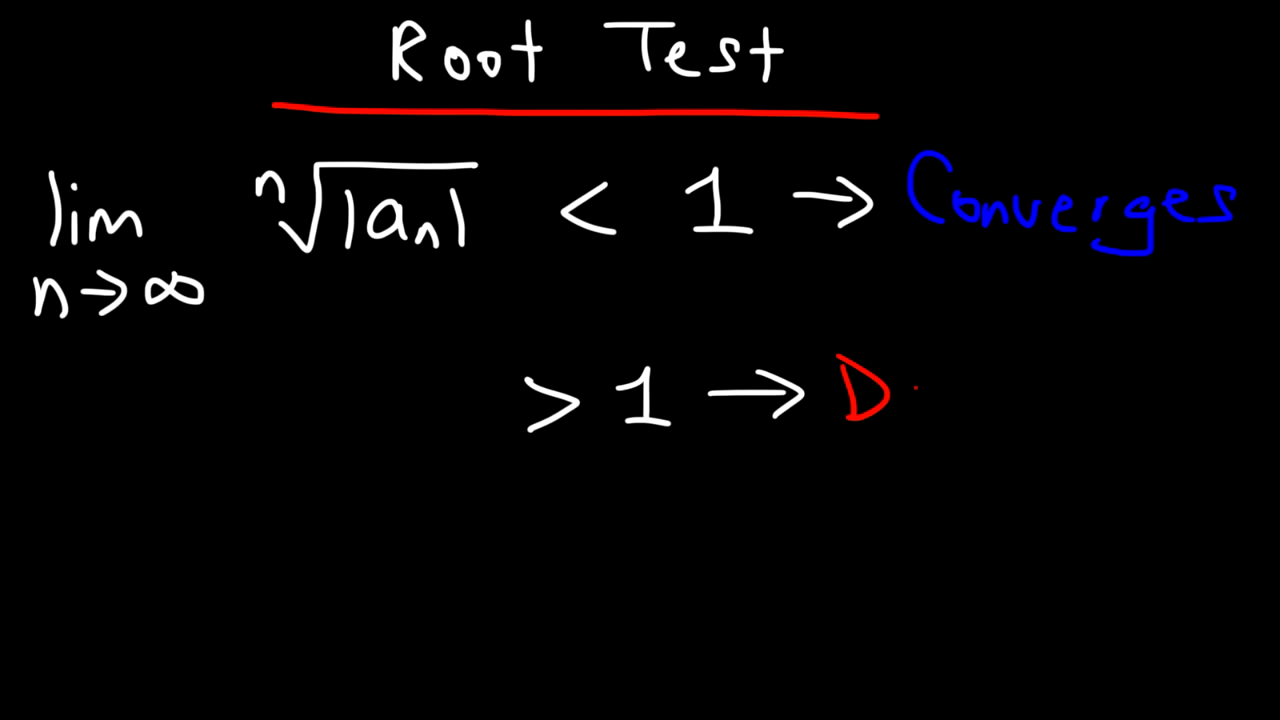 Root Test
lim n→∞ ⁿ√|aₙ| < 1 → Converges
> 1 → D